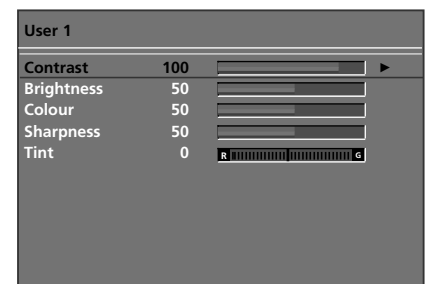 User 1
Contrast 100 ►
Brightness 50
Colour 50
Sharpness 50
Tint 0 R G